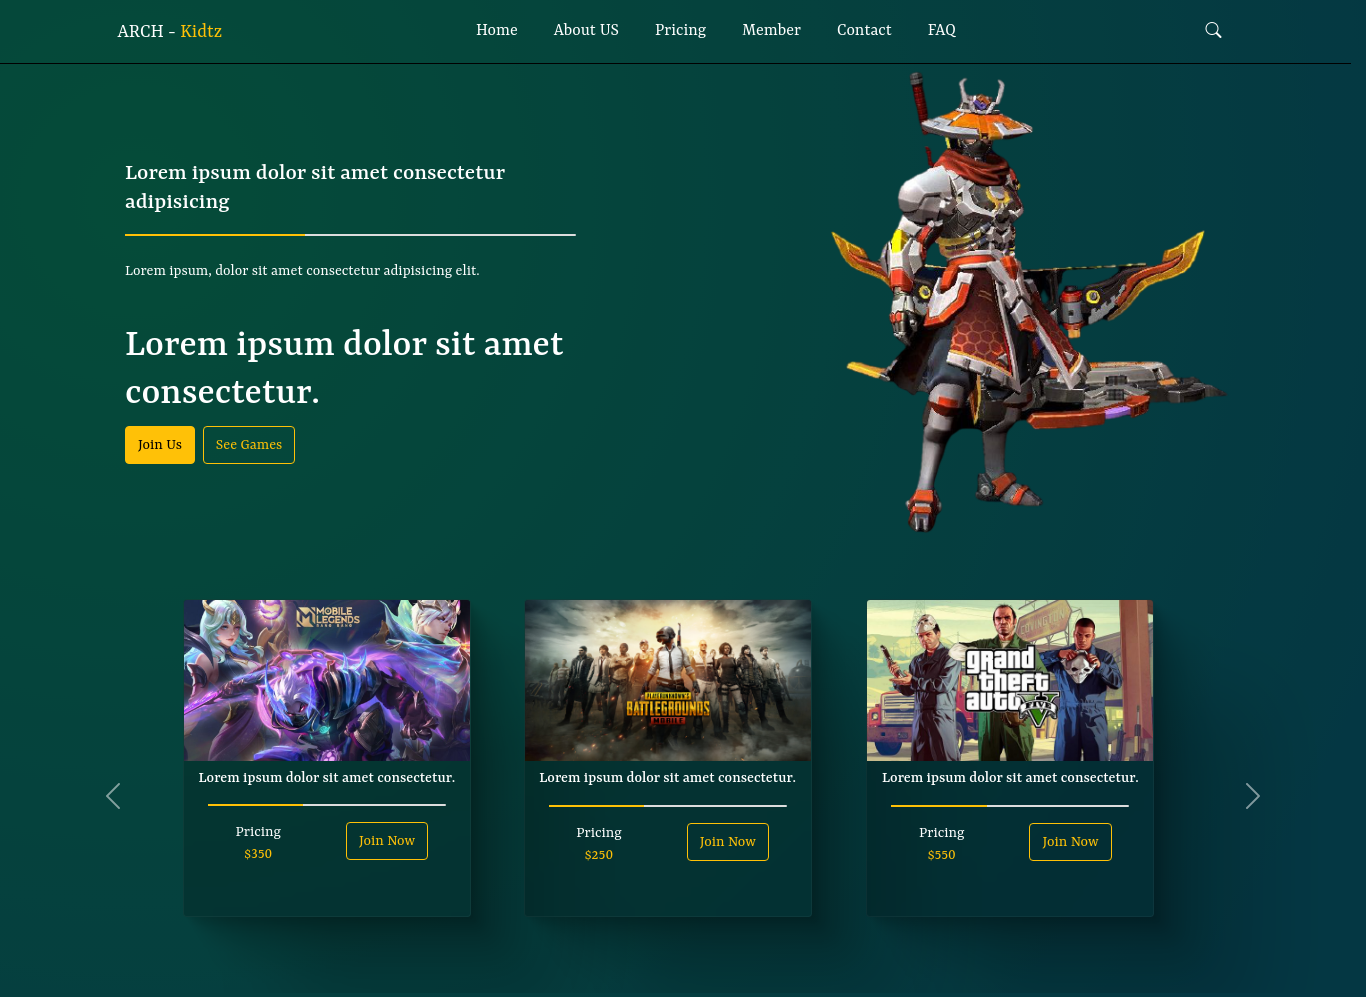 ARCH - Kidtz
Home About US Pricing Member Contact FAQ
Lorem ipsum dolor sit amet consectetur
adipisicing
Lorem ipsum, dolor sit amet consectetur adipisicing elit.
Lorem ipsum dolor sit amet
consectetur.
Join Us See Games
MOBILE
LEGENDS
BANG BANG
Lorem ipsum dolor sit amet consectetur.
Pricing
$350
Join Now
PLAYERUNKNOWN'S
BATTLEGROUNDS
MOBILE
Lorem ipsum dolor sit amet consectetur.
Pricing
$250
Join Now
COVINGTON
grand
theft
auto
FIVE
Lorem ipsum dolor sit amet consectetur.
Pricing
$550
Join Now